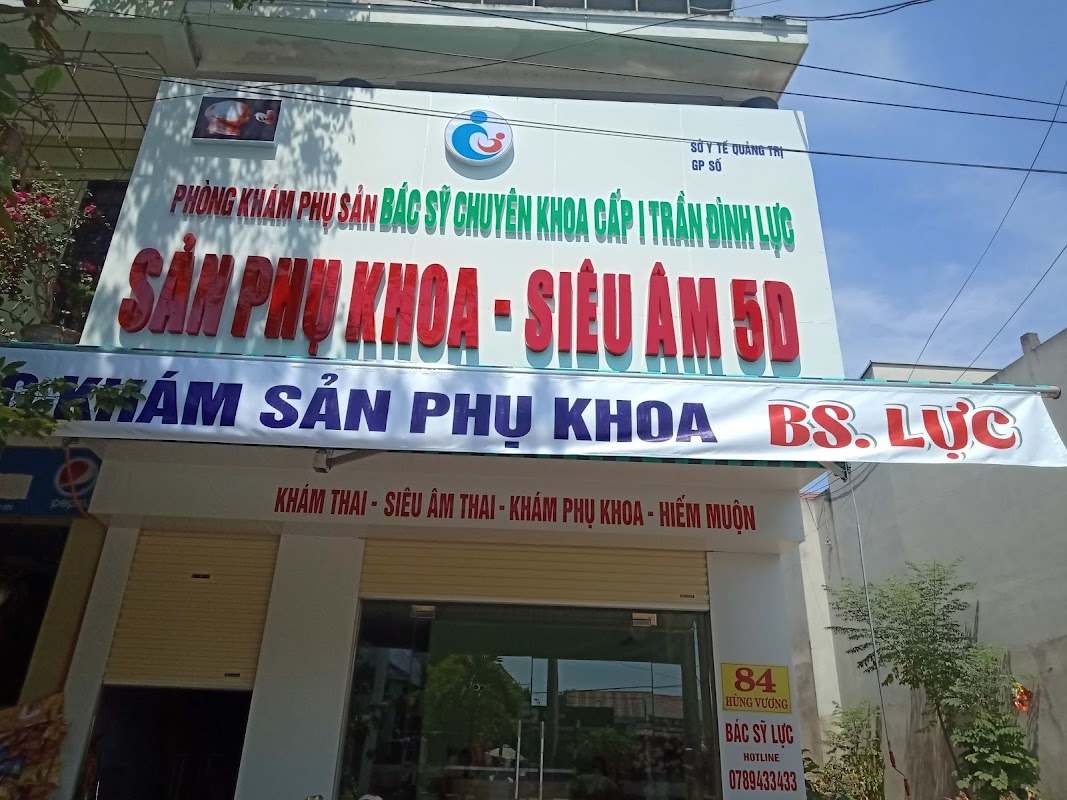 SỞ Y TẾ QUẢNG TRỊ
GP SỐ
PHÒNG KHÁM PHỤ SẢN BÁC SỸ CHUYÊN KHOA CẤP I TRẦN ĐÌNH LỰC
SẢN PHỤ KHOA - SIÊU ÂM 5D
KHÁM SẢN PHỤ KHOA BS. LỰC
pepsi
KHÁM THAI - SIÊU ÂM THAI - KHÁM PHỤ KHOA - HIẾM MUỘN
84
HÙNG VƯƠNG
BÁC SỸ LỰC
HOTLINE
0789433433